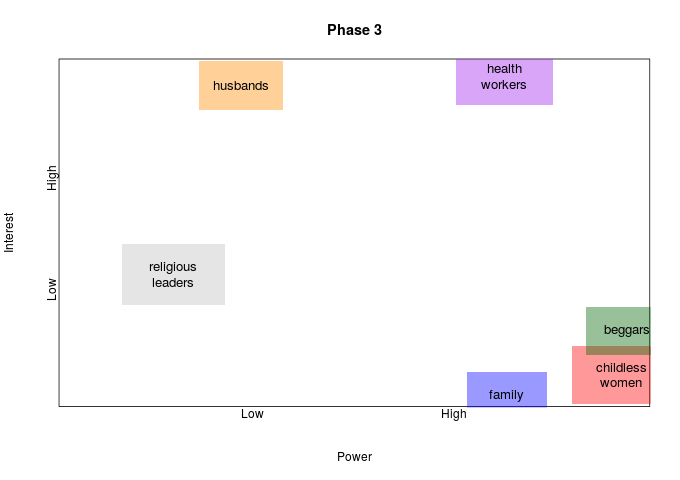 Phase 3
husbands
health
workers
High
Interest
religious
leaders
Low
beggars
childless
women
family
Low
High
Power